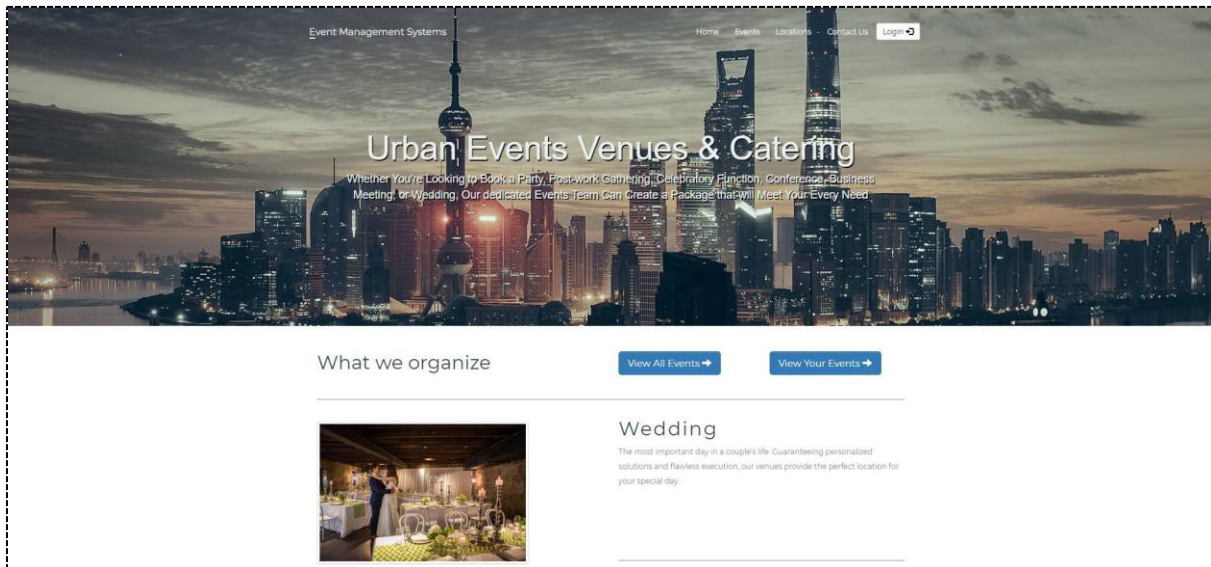 Event Management Systems
Home Events Locations Contact Us Login
Urban Events Venues & Catering
Whether You're Looking to Book a Party, Post-work Gathering, Celebratory Function, Conference, Business
Meeting, or Wedding, Our dedicated Events Team Can Create a Package that will Meet Your Every Need
What we organize
View All Events
View Your Events
Wedding
The most important day in a couple's life. Guaranteeing personalized
solutions and flawless execution, our venues provide the perfect location for
your special day.